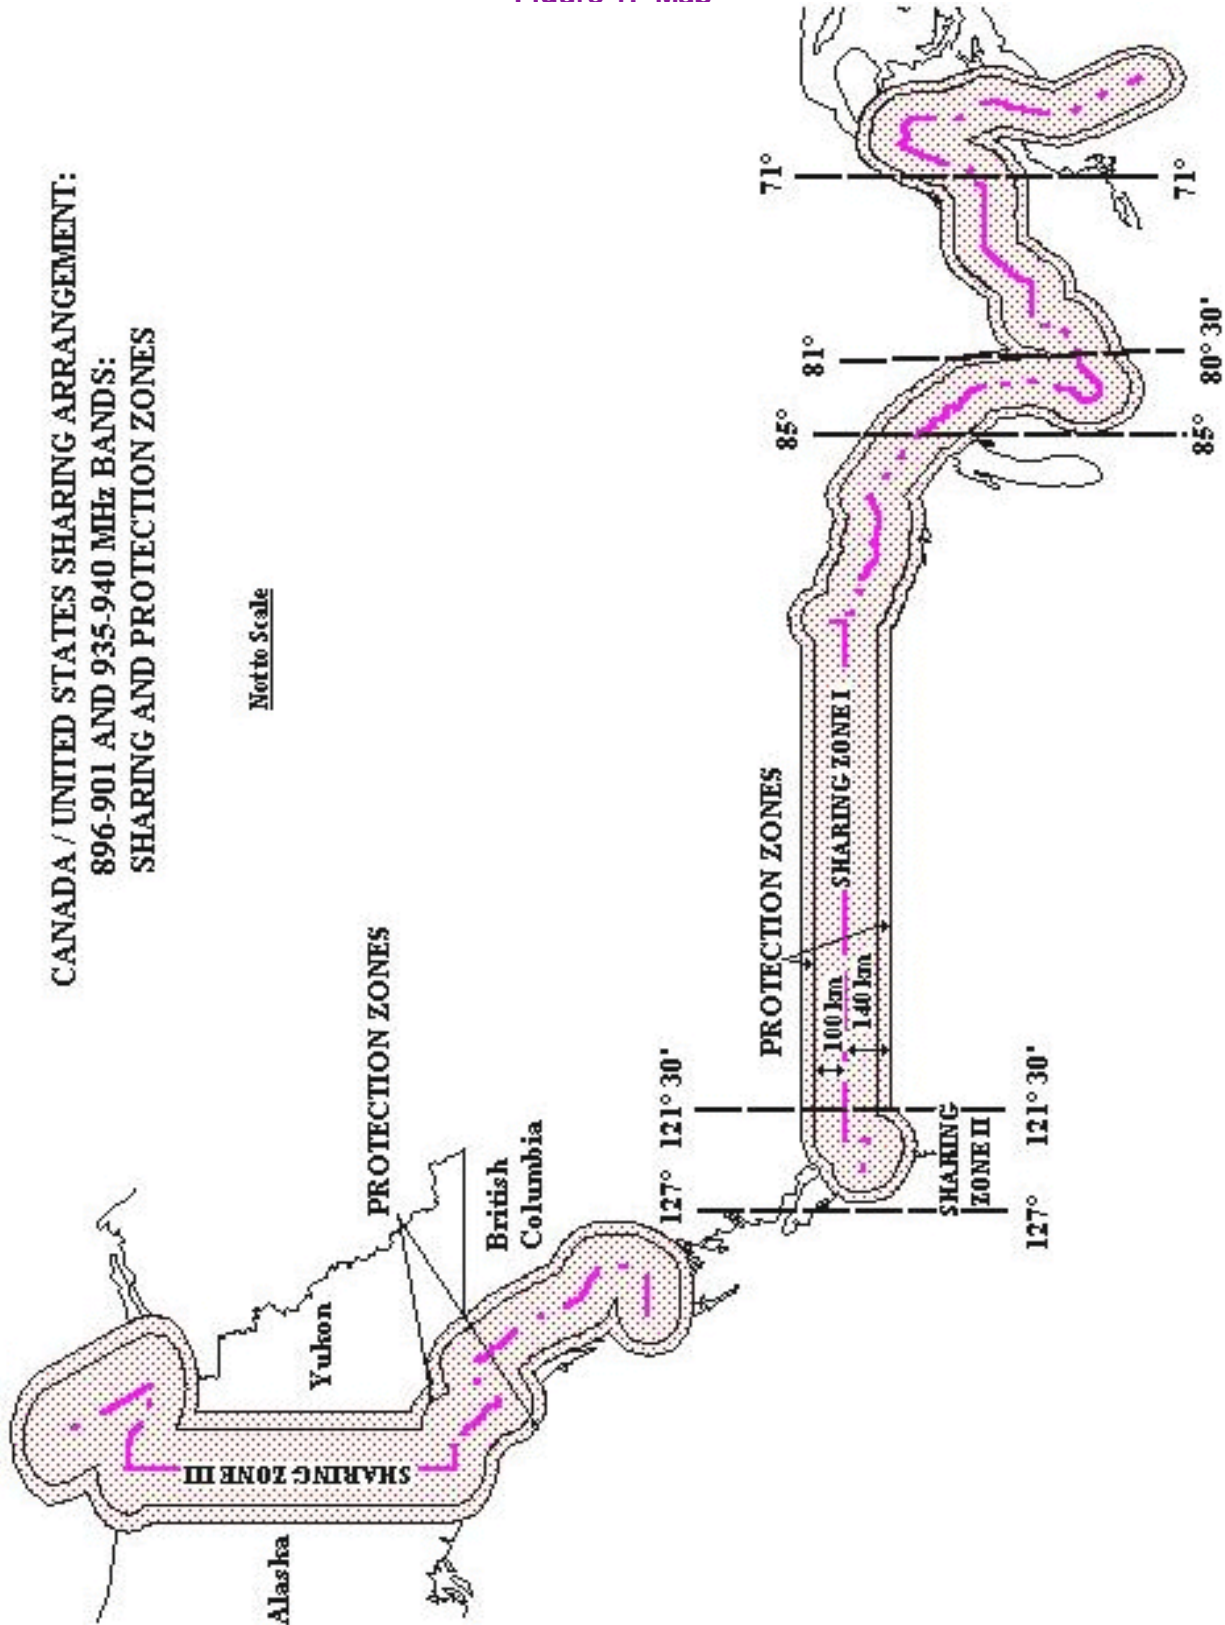 CANADA / UNITED STATES SHARING ARRANGEMENT:
896-901 AND 935-940 MHz BANDS:
SHARING AND PROTECTION ZONES
Not to Scale
Alaska
Yukon
SHARING ZONE III
PROTECTION ZONES
British
Columbia
127°
121° 30'
PROTECTION ZONES
100 km
140 km
SHARING ZONE I
SHARING
ZONE II
127°
121° 30'
85°
81°
71°
85°
80° 30'
71°